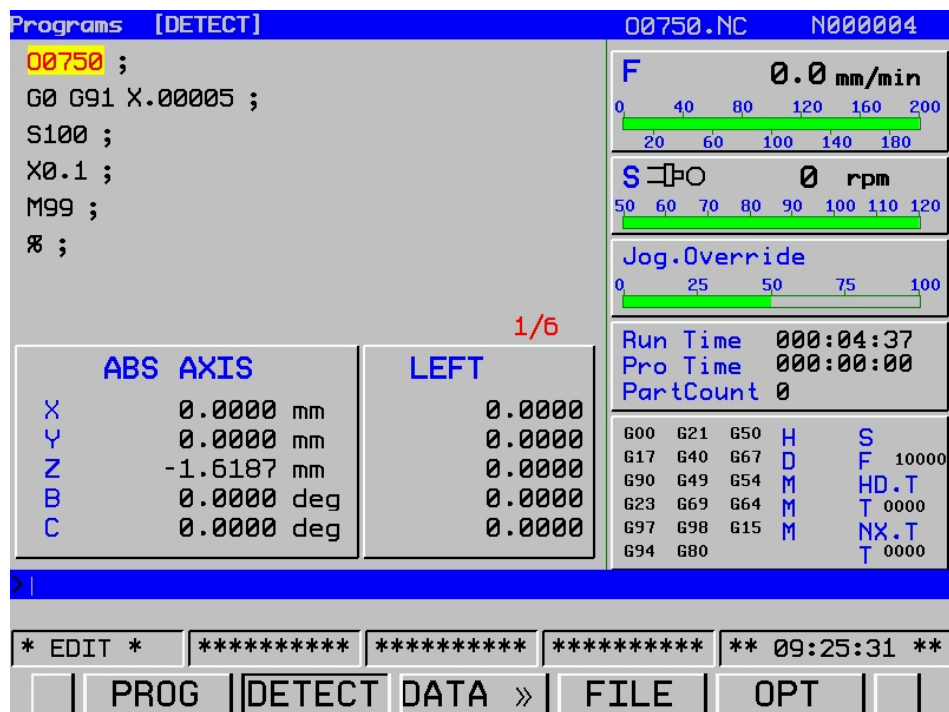 Programs [DETECT] O0750.NC N000004
O0750 ;
G0 G91 X.00005 ;
S100 ;
X0.1 ;
M99 ;
% ;
1/6
F 0.0 mm/min
0 40 80 120 160 200
20 60 100 140 180
S 0 rpm
50 60 70 80 90 100 110 120
Jog.Override
0 25 50 75 100
Run Time 000:04:37
Pro Time 000:00:00
PartCount 0
ABS AXIS LEFT
X 0.0000 mm 0.0000
Y 0.0000 mm 0.0000
Z -1.6187 mm 0.0000
B 0.0000 deg 0.0000
C 0.0000 deg 0.0000
G00 G21 G50 H S
G17 G40 G67 D F 10000
G90 G49 G54 M HD.T
G23 G69 G64 M T 0000
G97 G98 G15 M NX.T
G94 G80 T 0000
>|
* EDIT * ********** ********** ********** ** 09:25:31 **
PROG DETECT DATA » FILE OPT